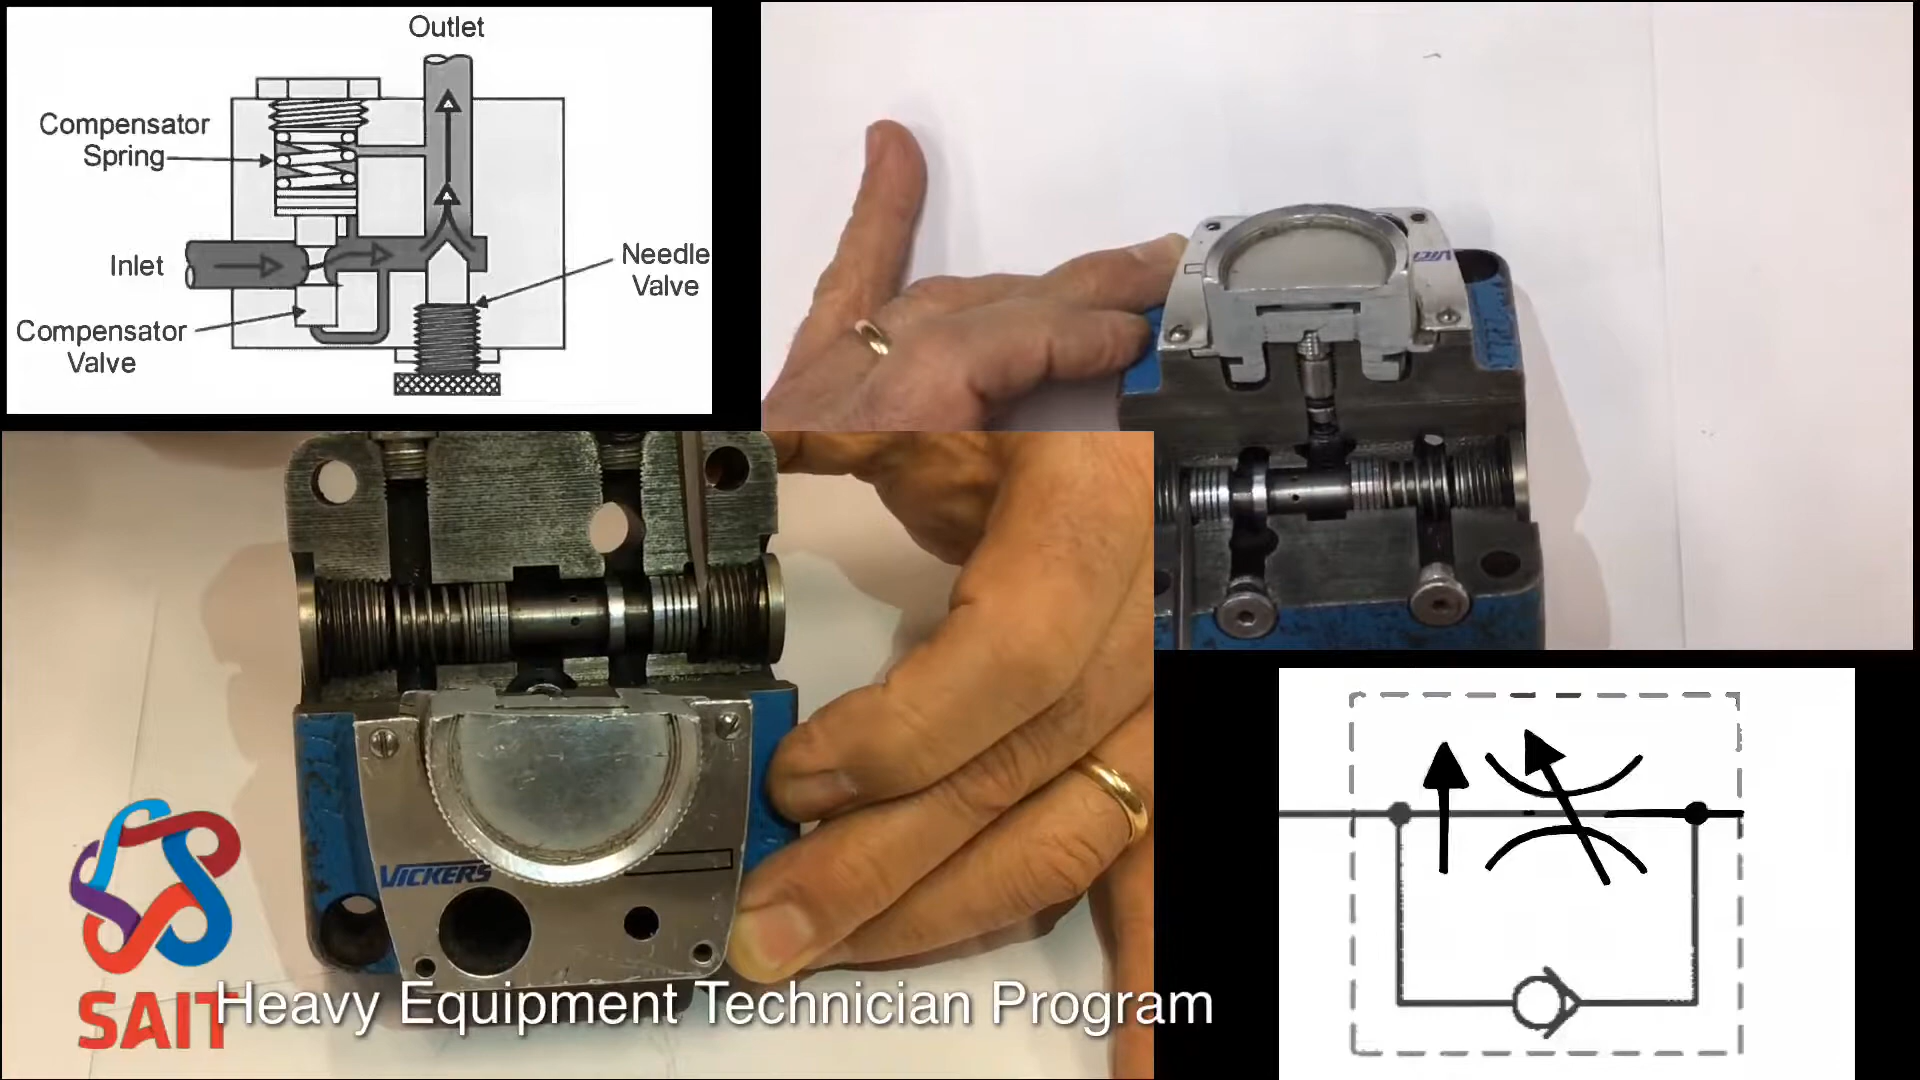 Outlet
Compensator
Spring
Inlet
Needle
Valve
Compensator
Valve
VICKERS
SAIT
Heavy Equipment Technician Program